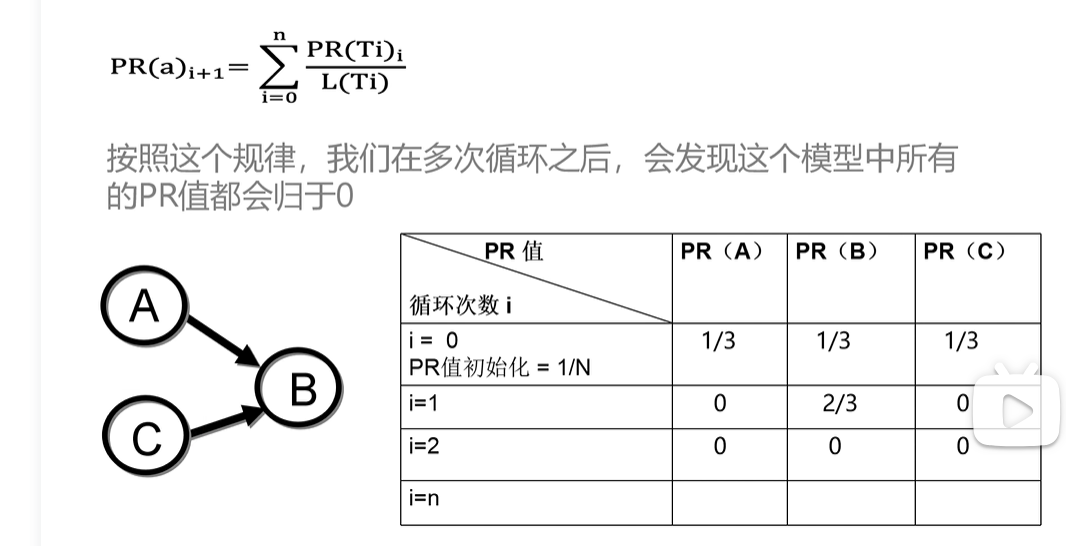 PR(a)i+1= n ∑ i=0 PR(Ti)i / L(Ti)
按照这个规律，我们在多次循环之后，会发现这个模型中所有
的PR值都会归于0
A
B
C
PR 值 PR（A） PR（B） PR（C）
循环次数 i
i = 0 1/3 1/3 1/3
PR值初始化 = 1/N
i=1 0 2/3 0
i=2 0 0 0
i=n